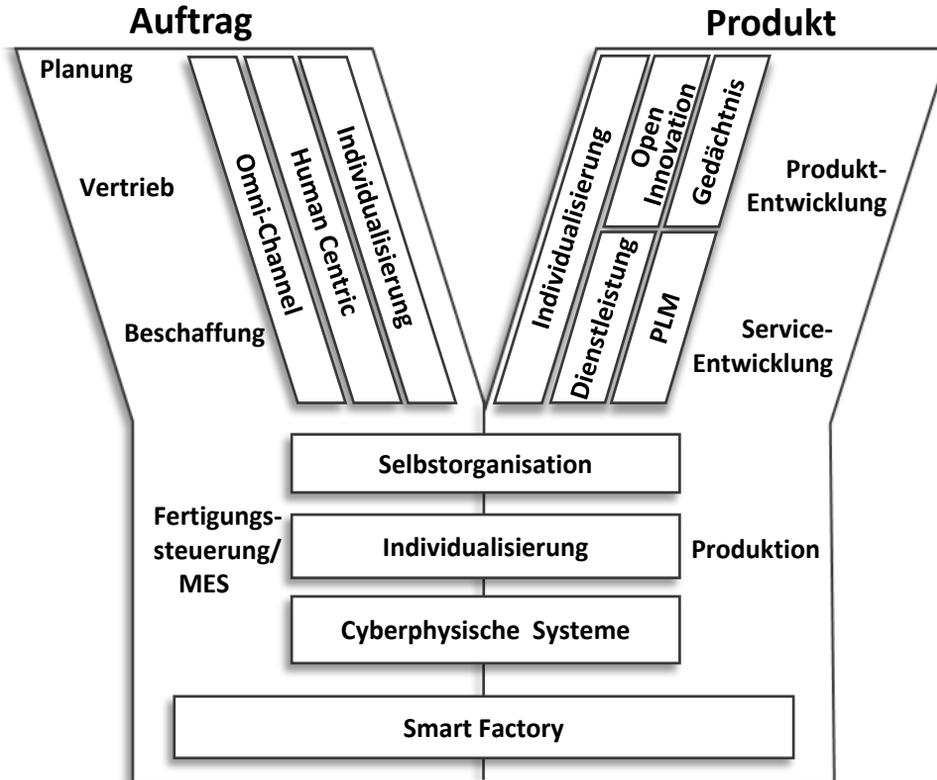 Auftrag
Produkt
Planung
Vertrieb
Beschaffung
Omni-Channel
Human Centric
Individualisierung
Individualisierung
Open
Innovation
Gedächtnis
Dienstleistung
PLM
Produkt-
Entwicklung
Service-
Entwicklung
Selbstorganisation
Fertigungs-
steuerung/
MES
Individualisierung
Produktion
Cyberphysische Systeme
Smart Factory